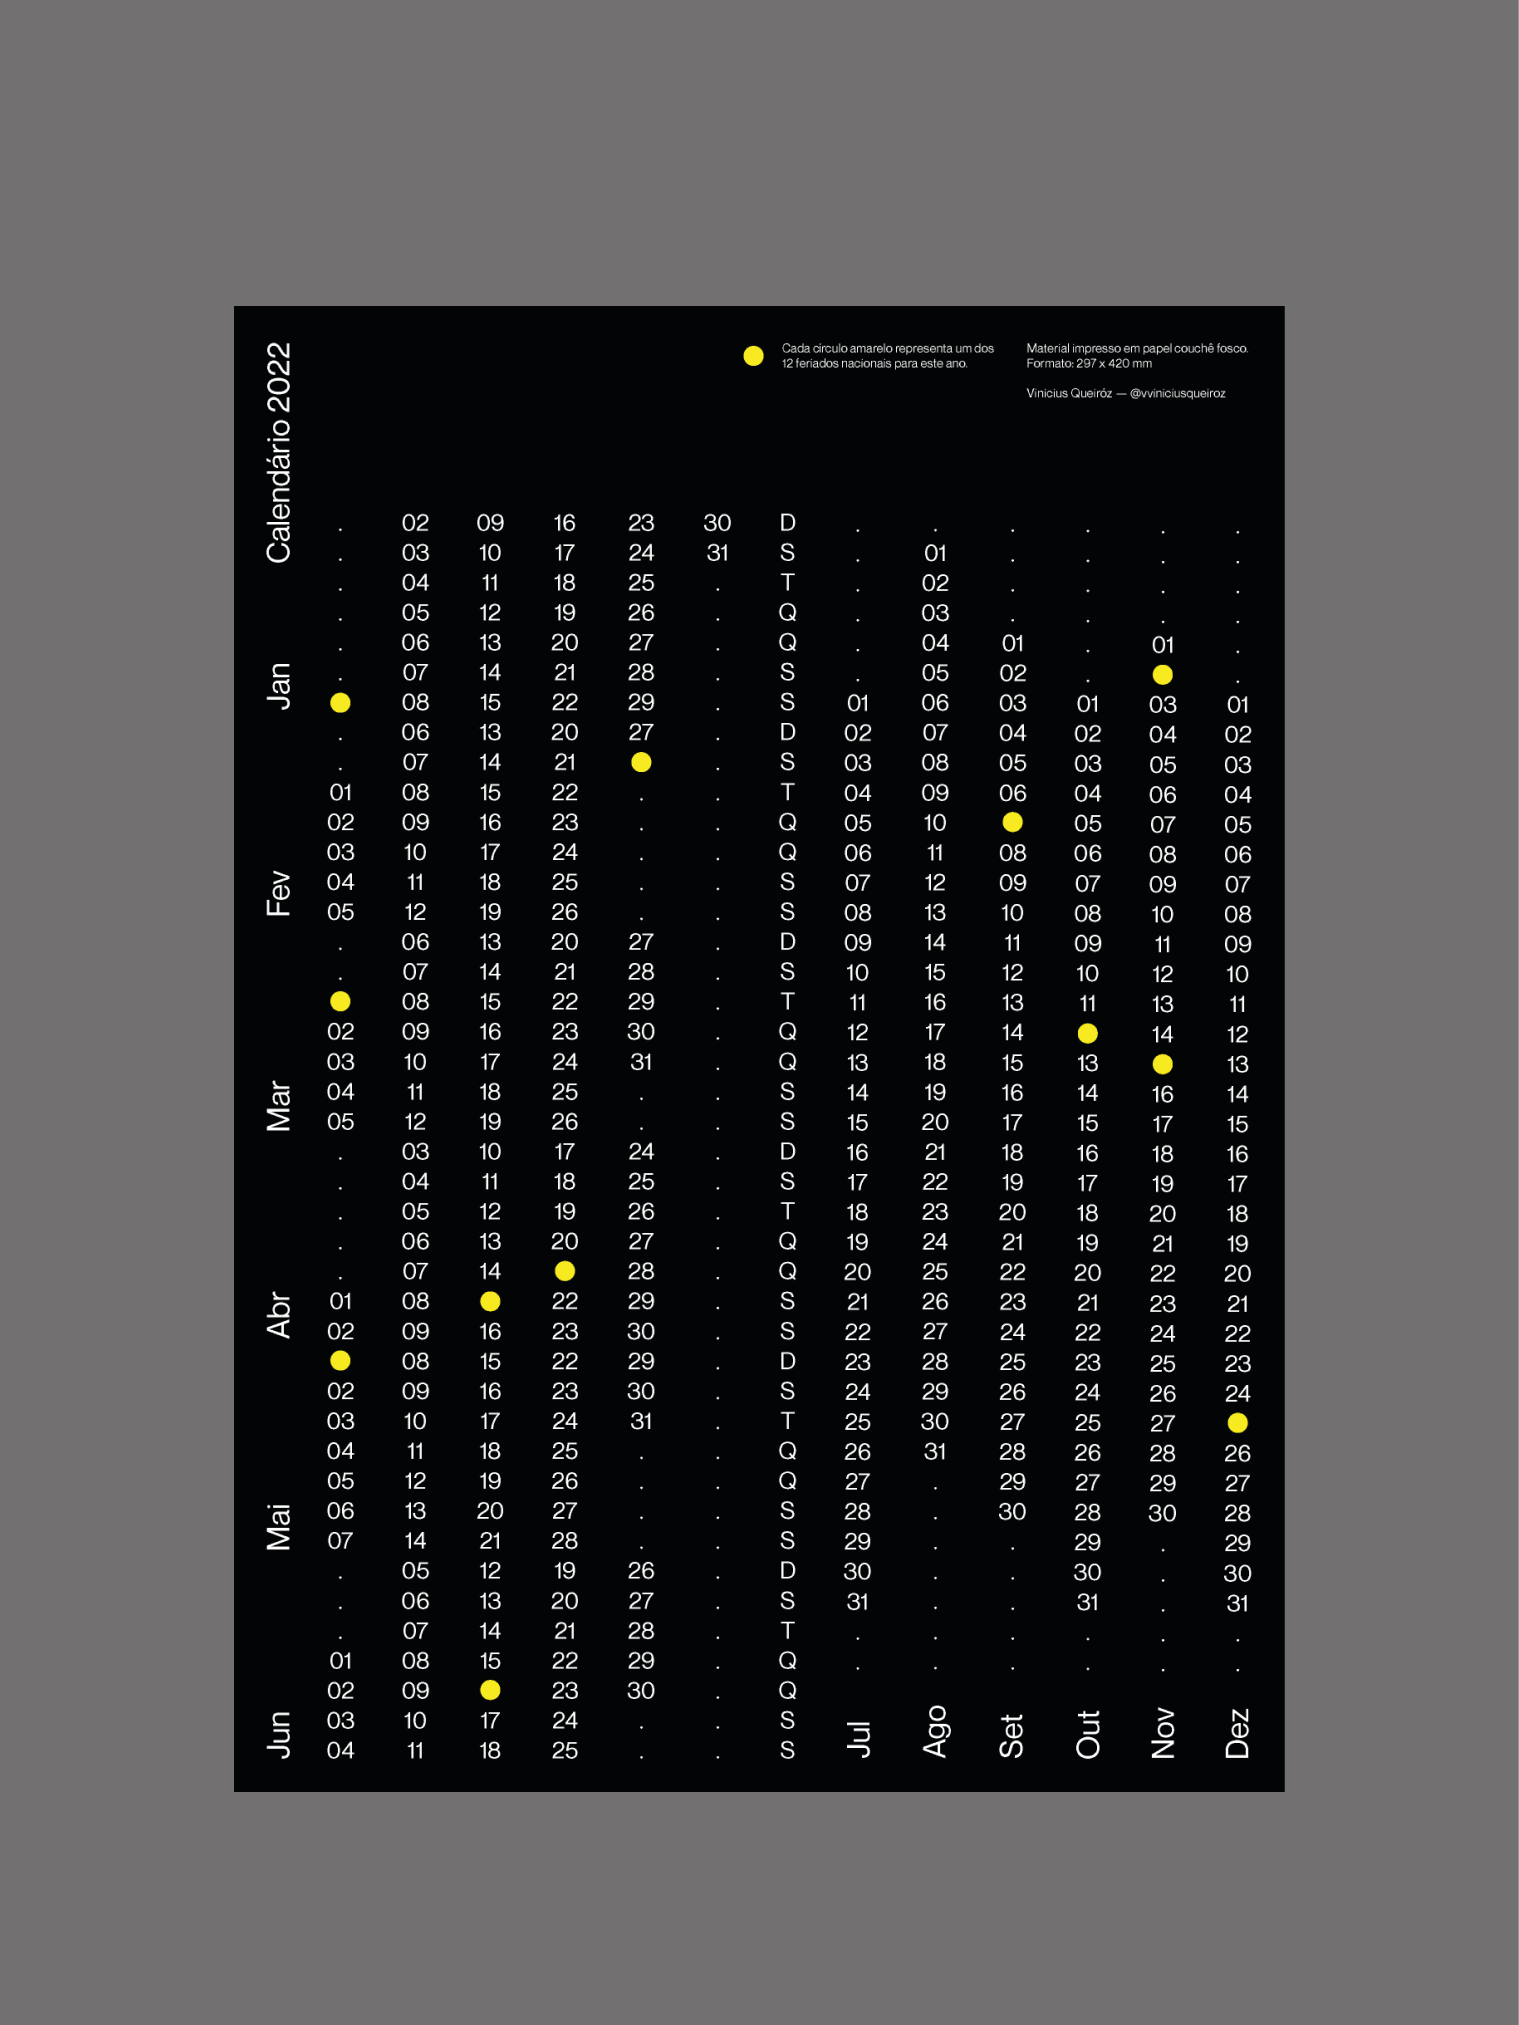 Calendário 2022
Cada círculo amarelo representa um dos
12 feriados nacionais para este ano.
Material impresso em papel couchê fosco.
Formato: 297 x 420 mm
Vinicius Queiróz — @vviniciusqueiroz
Jan
. 02 09 16 23 30 D . . . . . .
. 03 10 17 24 31 S . 01 . . . .
. 04 11 18 25 . T . 02 . . . .
. 05 12 19 26 . Q . 03 . . . .
. 06 13 20 27 . Q . 04 01 . 01 .
. 07 14 21 28 . S . 05 02 . .
08 15 22 29 . S 01 06 03 01 03 01
Fev
. 06 13 20 27 . D 02 07 04 02 04 02
. 07 14 21 . S 03 08 05 03 05 03
01 08 15 22 . . T 04 09 06 04 06 04
02 09 16 23 . . Q 05 10 05 07 05
03 10 17 24 . . Q 06 11 08 06 08 06
04 11 18 25 . . S 07 12 09 07 09 07
05 12 19 26 . . S 08 13 10 08 10 08
Mar
. 06 13 20 27 . D 09 14 11 09 11 09
. 07 14 21 28 . S 10 15 12 10 12 10
08 15 22 29 . T 11 16 13 11 13 11
02 09 16 23 30 . Q 12 17 14 14 12
03 10 17 24 31 . Q 13 18 15 13 13
04 11 18 25 . . S 14 19 16 14 16 14
05 12 19 26 . . S 15 20 17 15 17 15
Abr
. 03 10 17 24 . D 16 21 18 16 18 16
. 04 11 18 25 . S 17 22 19 17 19 17
. 05 12 19 26 . T 18 23 20 18 20 18
. 06 13 20 27 . Q 19 24 21 19 21 19
. 07 14 28 . Q 20 25 22 20 22 20
01 08 22 29 . S 21 26 23 21 23 21
02 09 16 23 30 . S 22 27 24 22 24 22
Mai
08 15 22 29 . D 23 28 25 23 25 23
02 09 16 23 30 . S 24 29 26 24 26 24
03 10 17 24 31 . T 25 30 27 25 27
04 11 18 25 . . Q 26 31 28 26 28 26
05 12 19 26 . . Q 27 . 29 27 29 27
06 13 20 27 . . S 28 . 30 28 30 28
07 14 21 28 . . S 29 . . 29 . 29
Jun
. 05 12 19 26 . D 30 . . 30 . 30
. 06 13 20 27 . S 31 . . 31 . 31
. 07 14 21 28 . T . . . . . .
01 08 15 22 29 . Q . . . . . .
02 09 23 30 . Q
03 10 17 24 . . S
04 11 18 25 . . S
Jul Ago Set Out Nov Dez